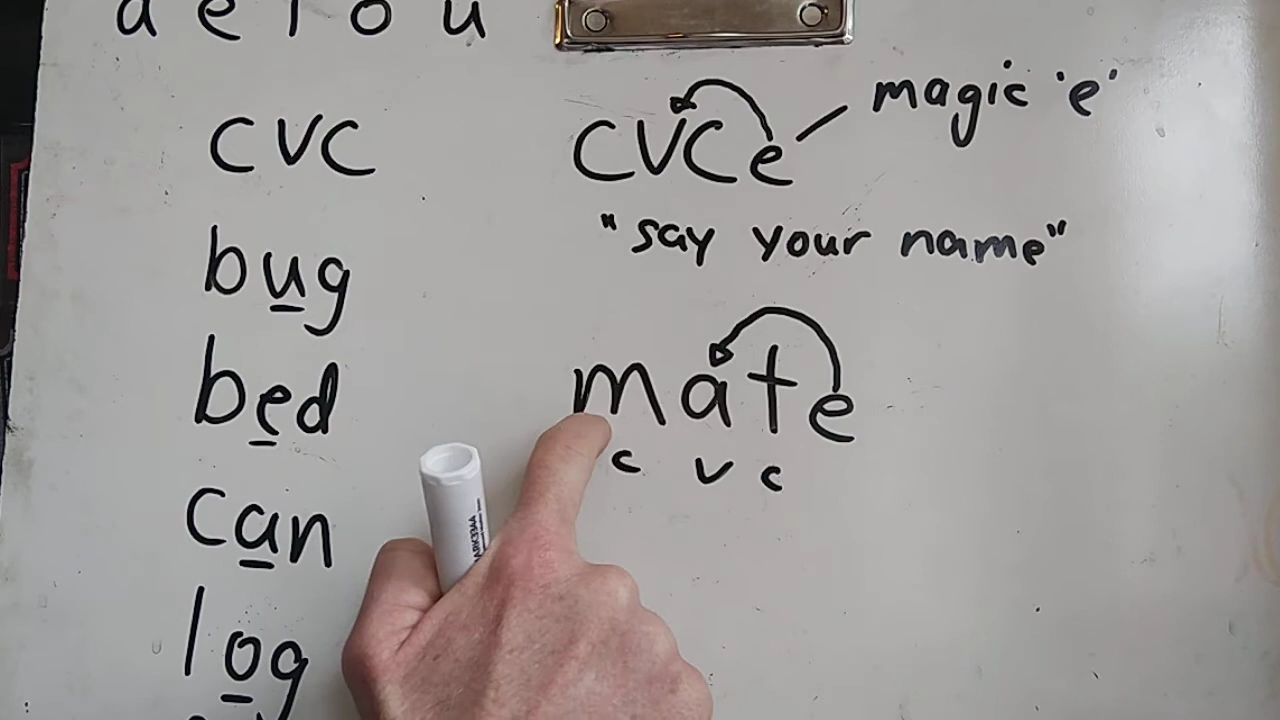 a e i o u
CVC
bug
bed
can
log
CVCe
magic 'e'
"say your name"
mate
c v c